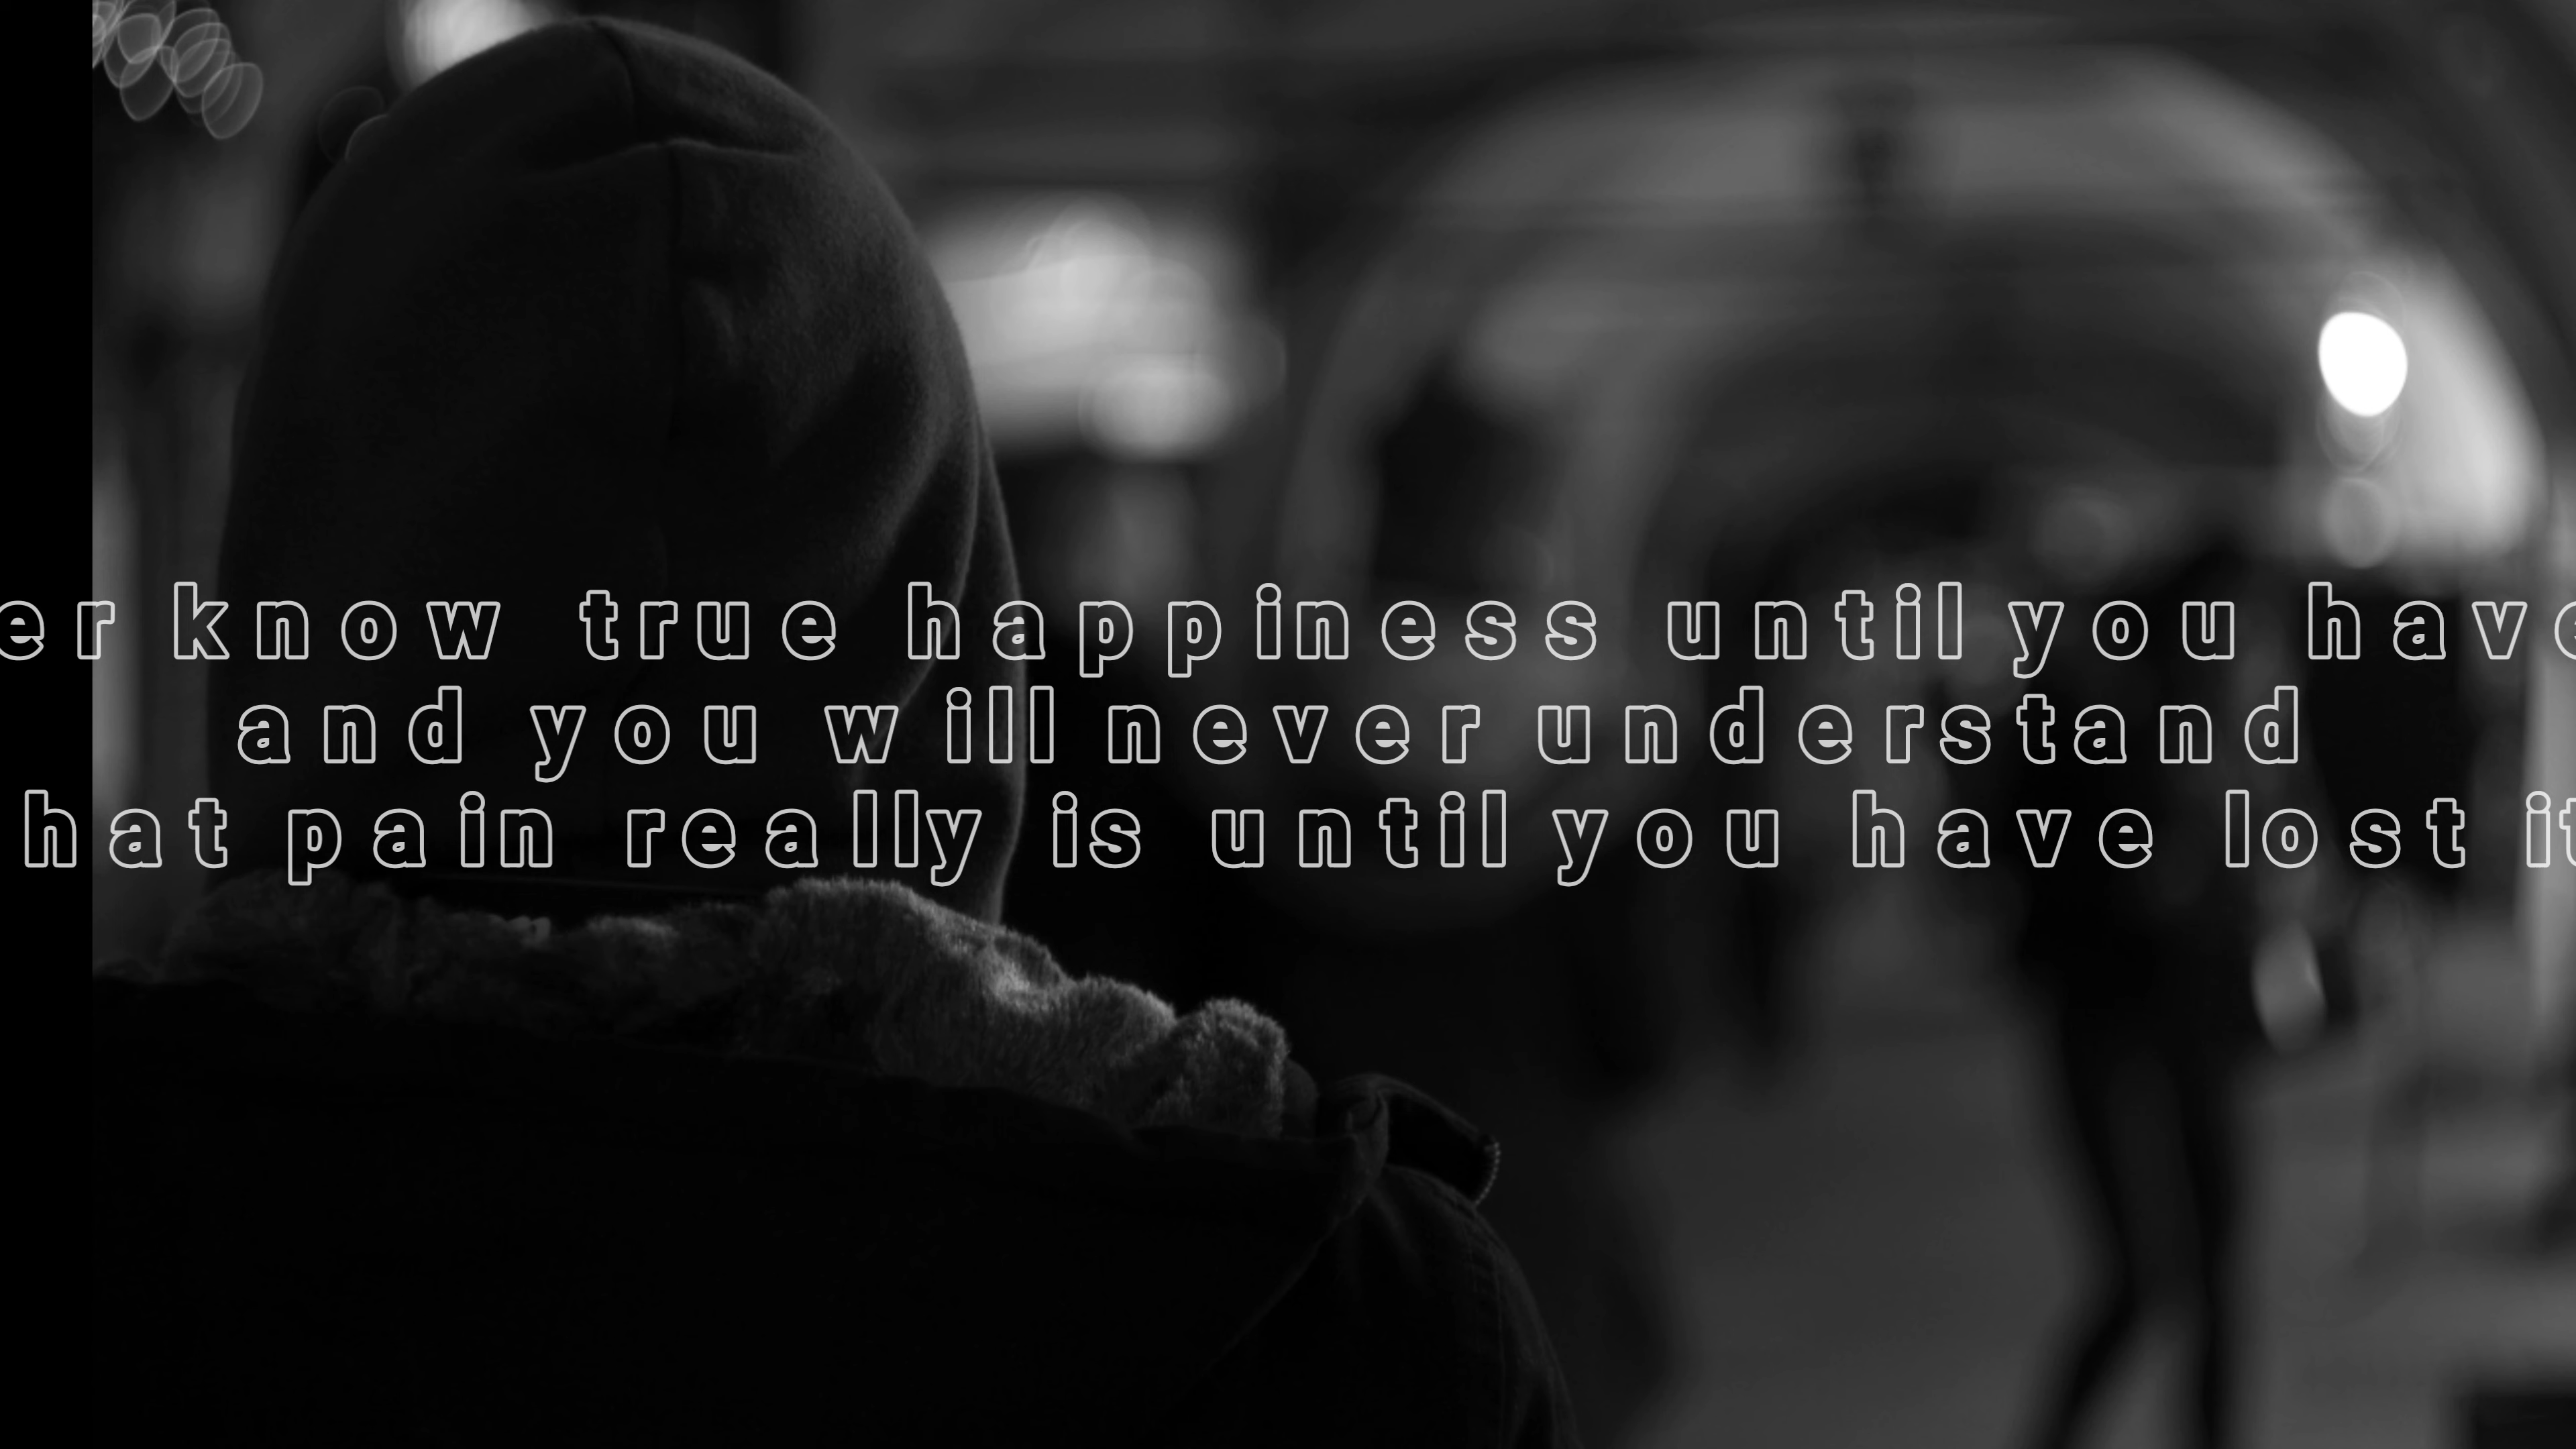 er know true happiness until you have
and you will never understand
hat pain really is until you have lost it